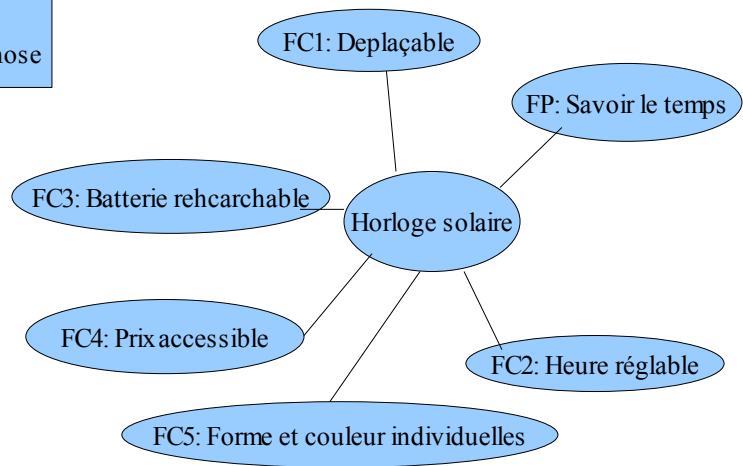 FC1: Deplaçable
FP: Savoir le temps
FC3: Batterie rehcarchable
Horloge solaire
FC4: Prix accessible
FC2: Heure réglable
FC5: Forme et couleur individuelles